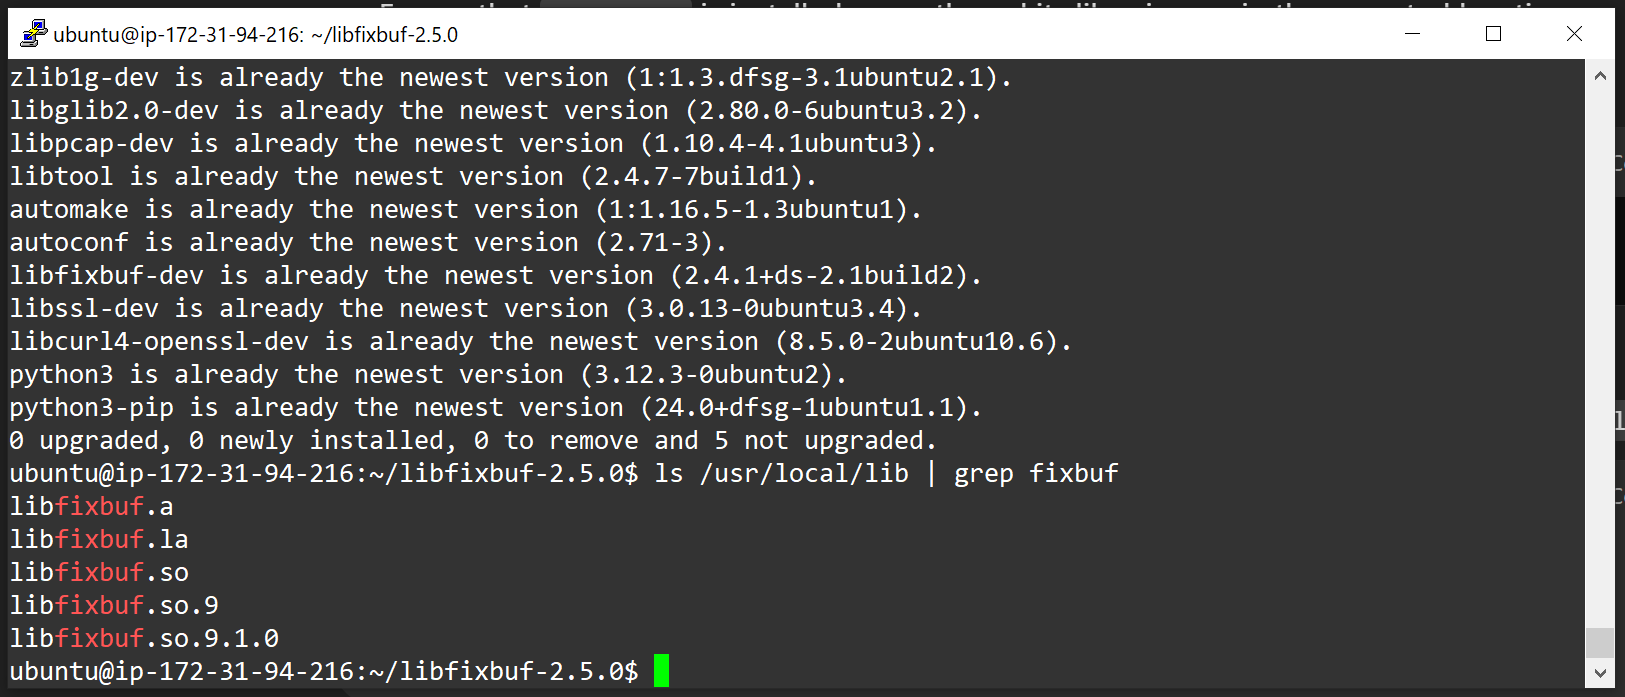 ubuntu@ip-172-31-94-216: ~/libfixbuf-2.5.0
zlib1g-dev is already the newest version (1:1.3.dfsg-3.1ubuntu2.1).
libglib2.0-dev is already the newest version (2.80.0-6ubuntu3.2).
libpcap-dev is already the newest version (1.10.4-4.1ubuntu3).
libtool is already the newest version (2.4.7-7build1).
automake is already the newest version (1:1.16.5-1.3ubuntu1).
autoconf is already the newest version (2.71-3).
libfixbuf-dev is already the newest version (2.4.1+ds-2.1build2).
libssl-dev is already the newest version (3.0.13-0ubuntu3.4).
libcurl4-openssl-dev is already the newest version (8.5.0-2ubuntu10.6).
python3 is already the newest version (3.12.3-0ubuntu2).
python3-pip is already the newest version (24.0+dfsg-1ubuntu1.1).
0 upgraded, 0 newly installed, 0 to remove and 5 not upgraded.
ubuntu@ip-172-31-94-216:~/libfixbuf-2.5.0$ ls /usr/local/lib | grep fixbuf
libfixbuf.a
libfixbuf.la
libfixbuf.so
libfixbuf.so.9
libfixbuf.so.9.1.0
ubuntu@ip-172-31-94-216:~/libfixbuf-2.5.0$